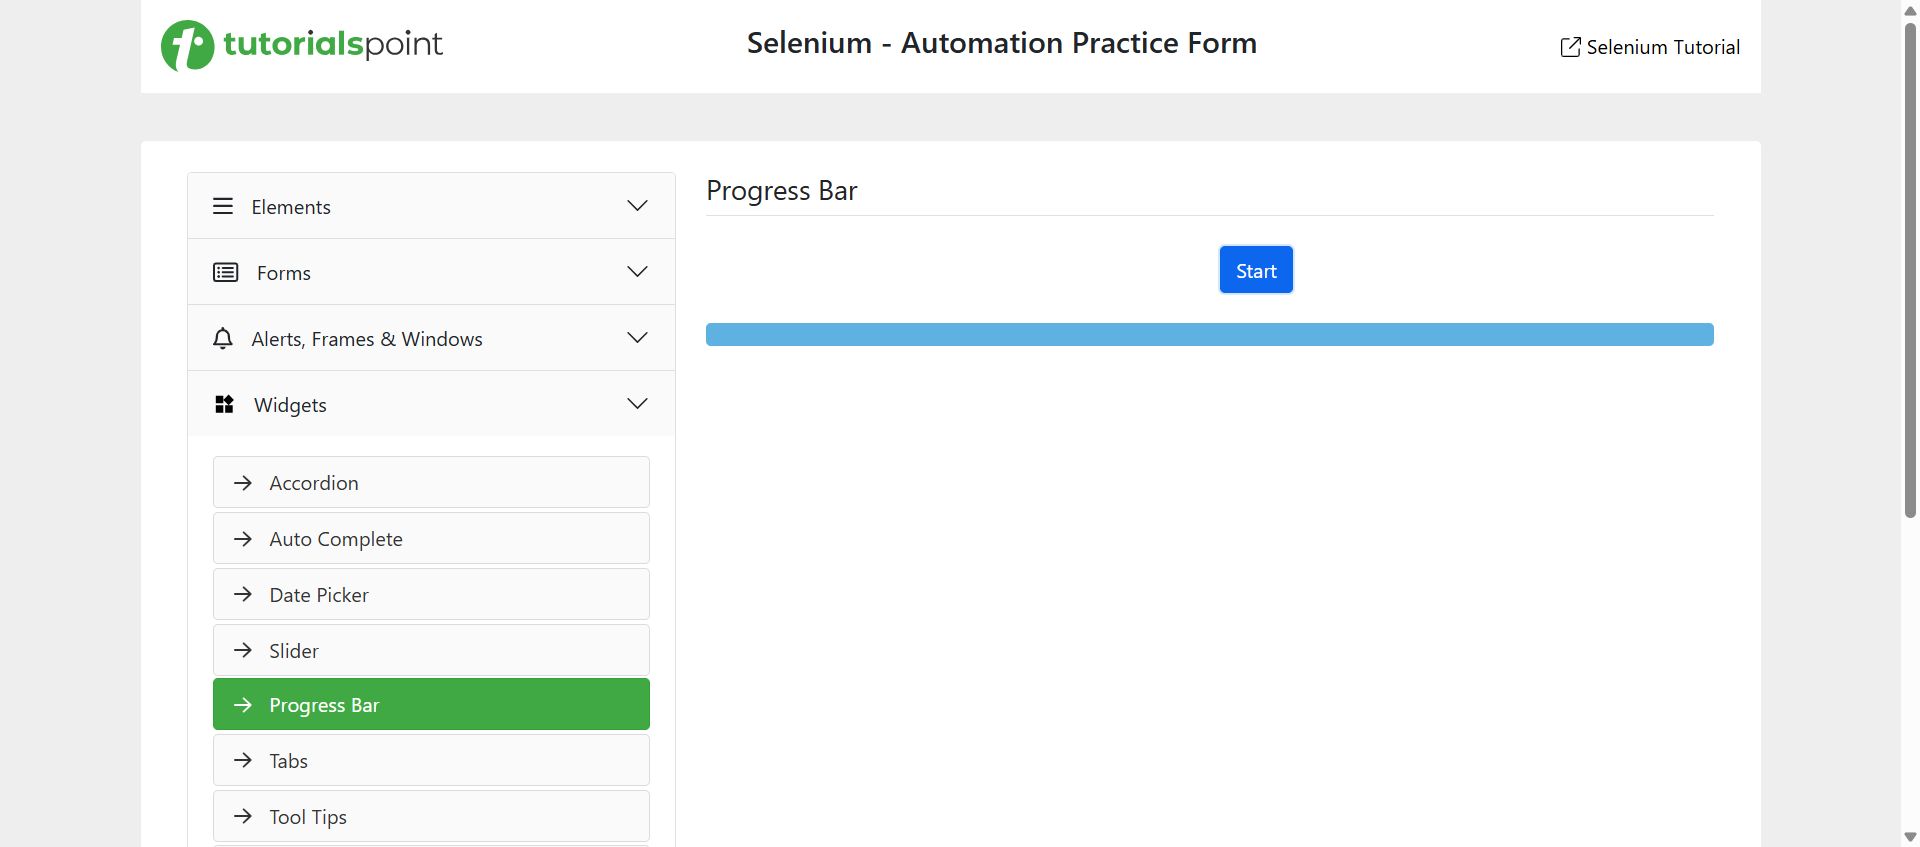 tutorialspoint
Selenium - Automation Practice Form
Selenium Tutorial
Elements
Forms
Alerts, Frames & Windows
Widgets
Accordion
Auto Complete
Date Picker
Slider
Progress Bar
Tabs
Tool Tips
Progress Bar
Start